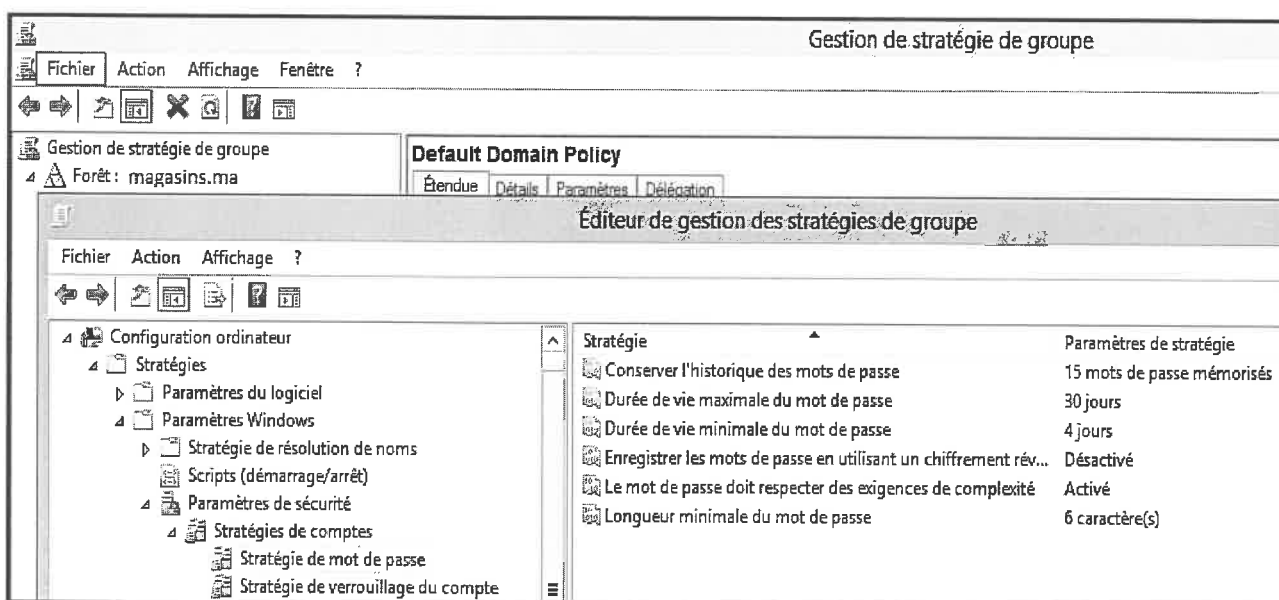 Gestion de stratégie de groupe
Fichier Action Affichage Fenêtre ?
Gestion de stratégie de groupe
Forêt : magasins.ma
Default Domain Policy
Étendue Détails Paramètres Délégation
Éditeur de gestion des stratégies de groupe
Fichier Action Affichage ?
Configuration ordinateur
Stratégies
Paramètres du logiciel
Paramètres Windows
Stratégie de résolution de noms
Scripts (démarrage/arrêt)
Paramètres de sécurité
Stratégies de comptes
Stratégie de mot de passe
Stratégie de verrouillage du compte
Stratégie Paramètres de stratégie
Conserver l'historique des mots de passe 15 mots de passe mémorisés
Durée de vie maximale du mot de passe 30 jours
Durée de vie minimale du mot de passe 4 jours
Enregistrer les mots de passe en utilisant un chiffrement rév... Désactivé
Le mot de passe doit respecter des exigences de complexité Activé
Longueur minimale du mot de passe 6 caractère(s)